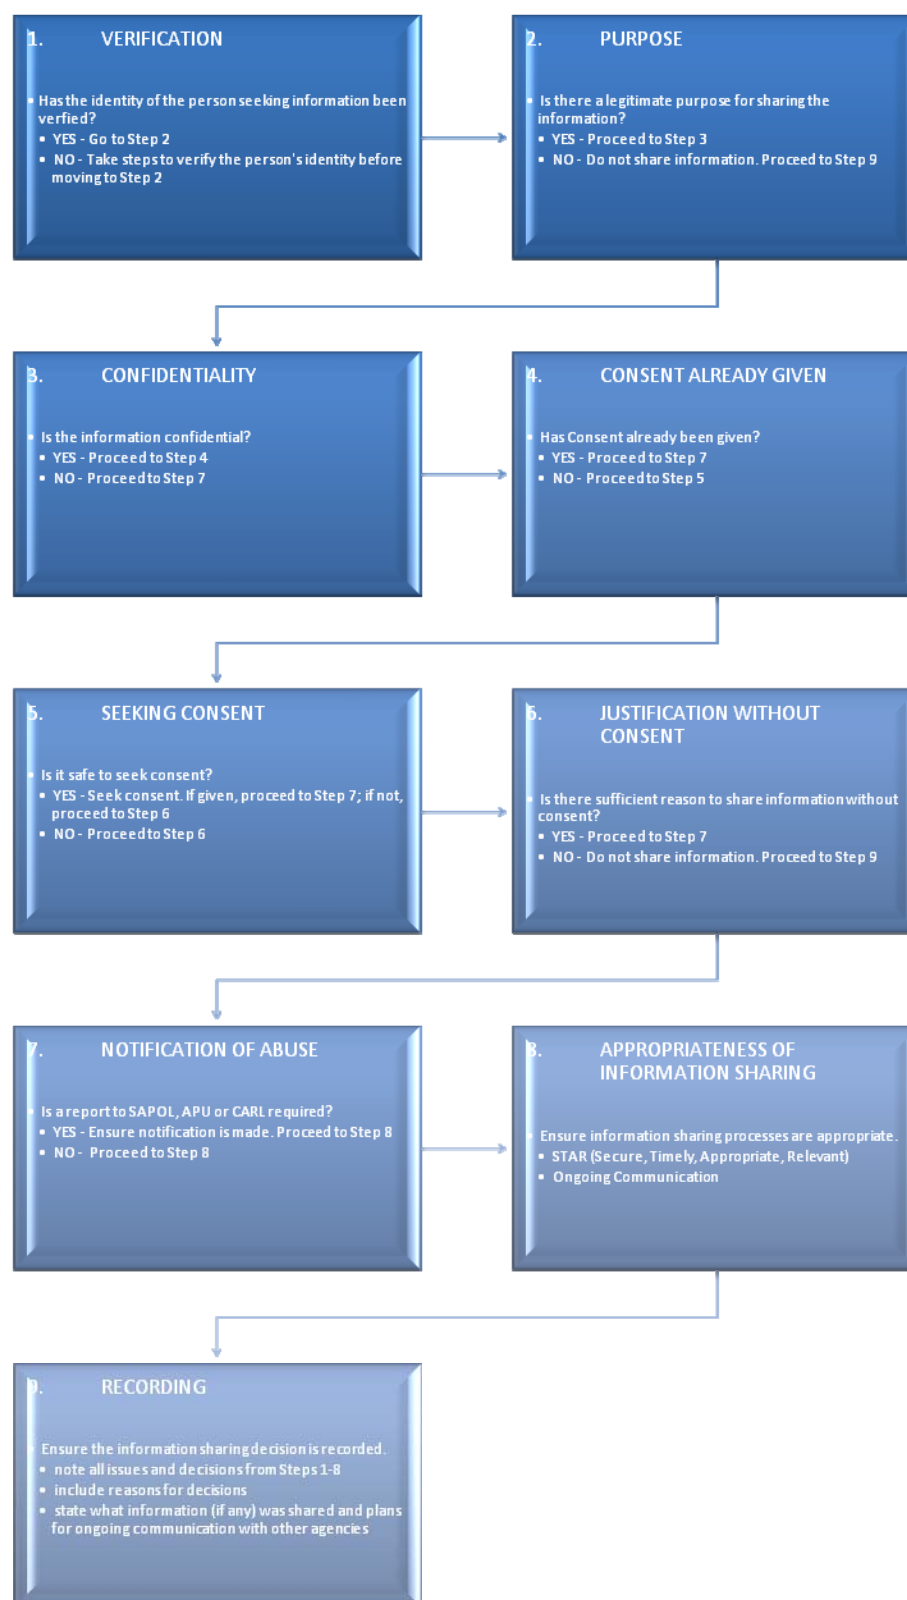 1. VERIFICATION
• Has the identity of the person seeking information been
verfied?
• YES - Go to Step 2
• NO - Take steps to verify the person's identity before
moving to Step 2
2. PURPOSE
• Is there a legitimate purpose for sharing the
information?
• YES - Proceed to Step 3
• NO - Do not share information. Proceed to Step 9
3. CONFIDENTIALITY
• Is the information confidential?
• YES - Proceed to Step 4
• NO - Proceed to Step 7
4. CONSENT ALREADY GIVEN
• Has Consent already been given?
• YES - Proceed to Step 7
• NO - Proceed to Step 5
5. SEEKING CONSENT
• Is it safe to seek consent?
• YES - Seek consent. If given, proceed to Step 7; if not,
proceed to Step 6
• NO - Proceed to Step 6
6. JUSTIFICATION WITHOUT
CONSENT
• Is there sufficient reason to share information without
consent?
• YES - Proceed to Step 7
• NO - Do not share information. Proceed to Step 9
7. NOTIFICATION OF ABUSE
• Is a report to SAPOL, APU or CARL required?
• YES - Ensure notification is made. Proceed to Step 8
• NO - Proceed to Step 8
8. APPROPRIATENESS OF
INFORMATION SHARING
• Ensure information sharing processes are appropriate.
• STAR (Secure, Timely, Appropriate, Relevant)
• Ongoing Communication
9. RECORDING
• Ensure the information sharing decision is recorded.
• note all issues and decisions from Steps 1-8
• include reasons for decisions
• state what information (if any) was shared and plans
for ongoing communication with other agencies